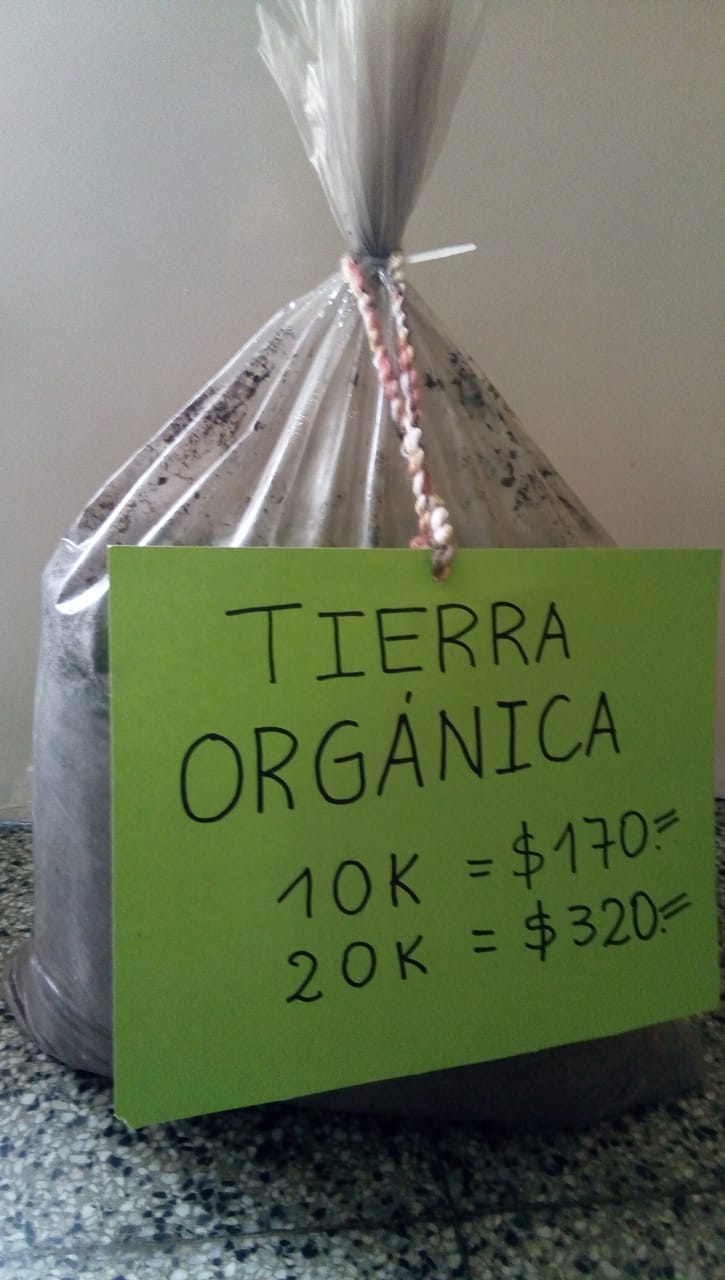 TIERRA
ORGÁNICA
10K = $170.=
20K = $320.=